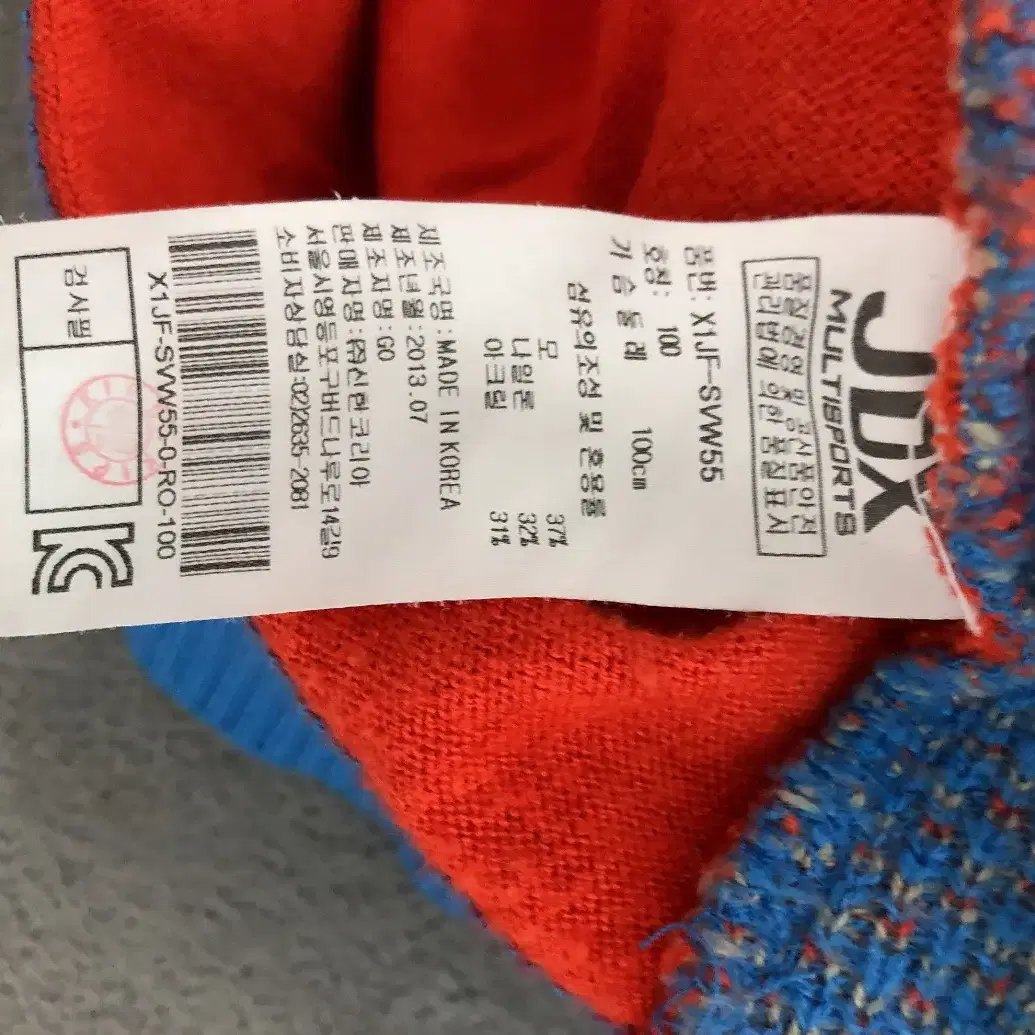 JDX
MULTISPORTS
품질경영 및 공산품안전
관리법에 의한 품질표시
품번: X1JF-SW55
호칭: 100
가슴둘레 100cm
섬유의조성 및 혼용률
모 37%
나일론 32%
아크릴 31%
제조국명: MADE IN KOREA
제조년월: 2013.07
제조자명: GO
판매자명: ㈜신한코리아
서울시영등포구버드나루로14길9
소비자상담실:02)2635-2081
X1JF-SW55-0-RO-100
검사필